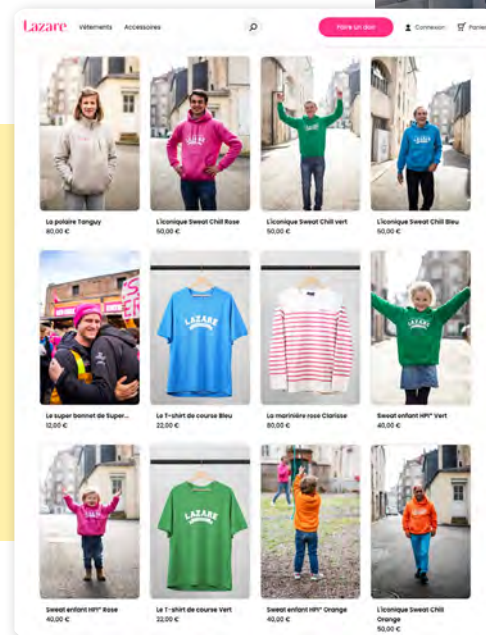 Lazare
Vêtements Accessoires Faire un don Connexion Panier
La polaire Tanguy
80,00 €
L'iconique Sweat Chill Rose
50,00 €
L'iconique Sweat Chill vert
50,00 €
L'iconique Sweat Chill Bleu
50,00 €
Le super bonnet de Super...
12,00 €
LAZARE
Le T-shirt de course Bleu
22,00 €
La marinière rose Clarisse
80,00 €
LAZARE
Sweat enfant HPI* Vert
40,00 €
Sweat enfant HPI* Rose
40,00 €
LAZARE
Le T-shirt de course Vert
22,00 €
Sweat enfant HPI* Orange
40,00 €
L'iconique Sweat Chill
Orange
50,00 €